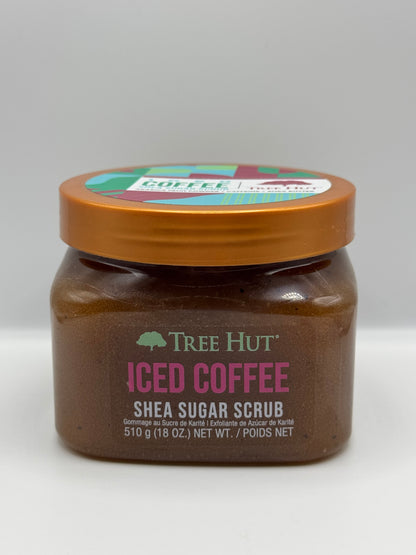 COFFEE
TREE HUT
TREE HUT®
ICED COFFEE
SHEA SUGAR SCRUB
Gommage au Sucre de Karité | Exfoliante de Azúcar de Karité
510 g (18 OZ.) NET WT. / POIDS NET